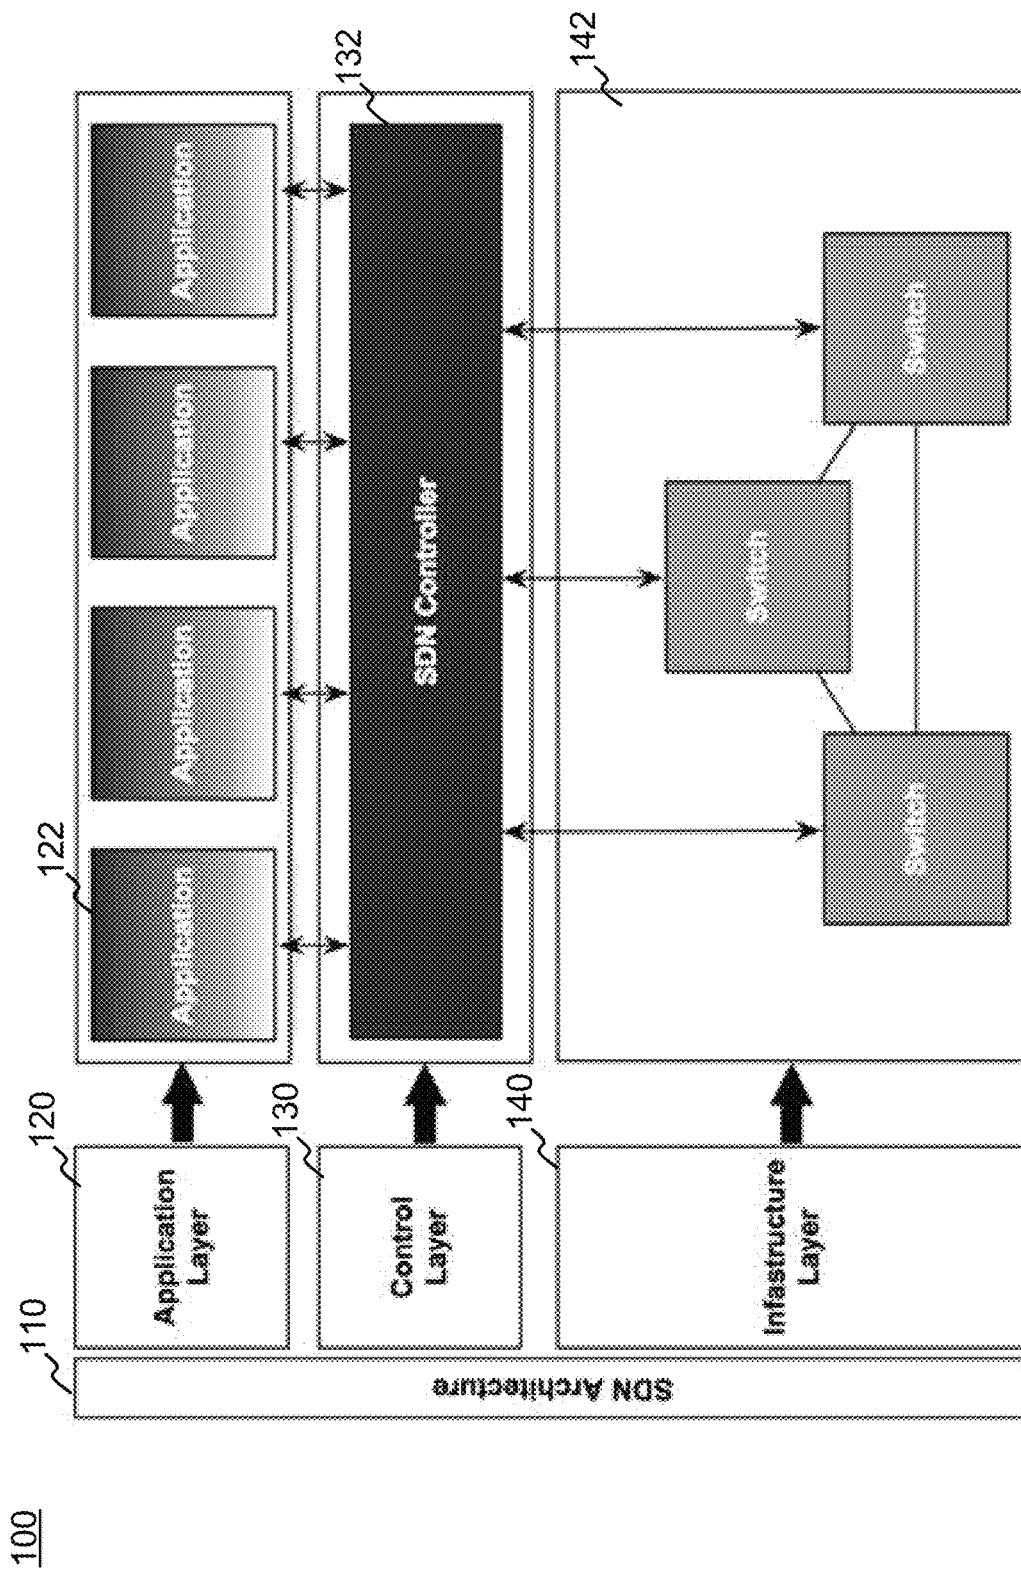 100
110
SDN Architecture
120
Application
Layer
122
Application
Application
Application
Application
130
Control
Layer
132
SDN Controller
140
Infastructure
Layer
142
Switch
Switch
Switch